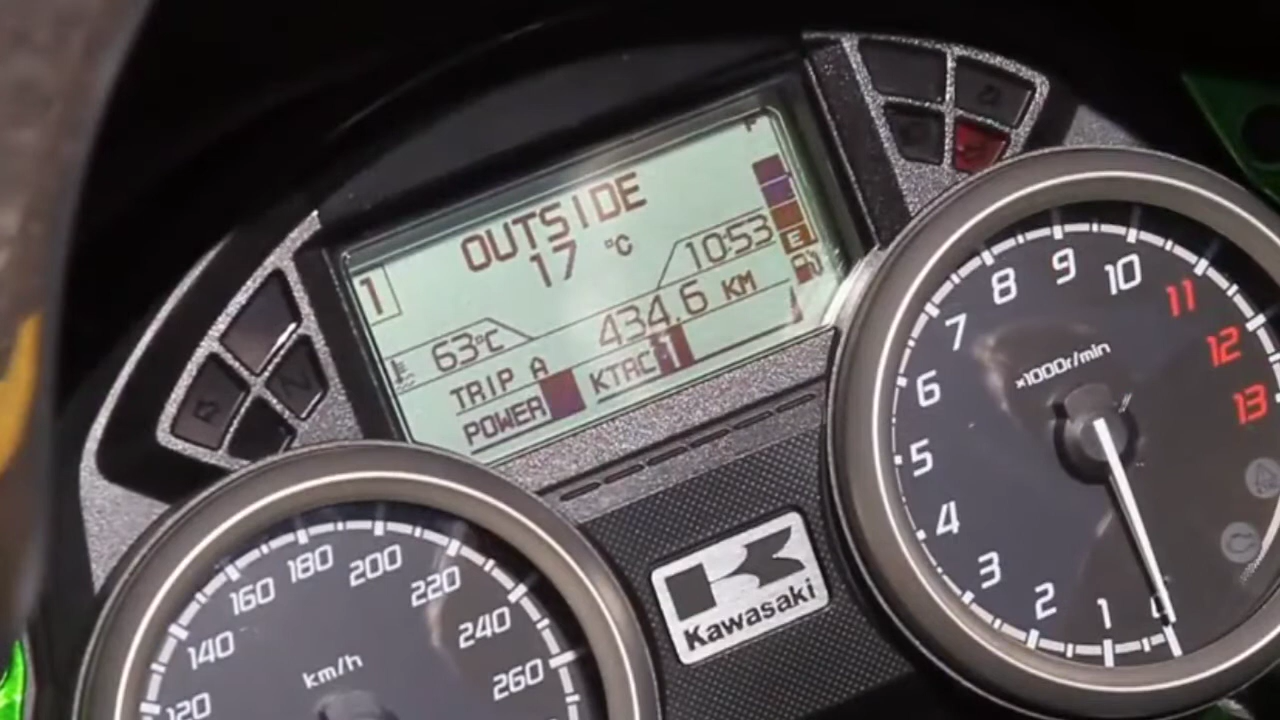 OUTSIDE
17 °C
1
10:53
E
63°C
434.6 KM
TRIP A
POWER
KTRC 1
8 9 10 11
7 12
6 13
5
4
3
2
1
0
x1000r/min
Kawasaki
120
140
160
180
200
220
240
260
km/h